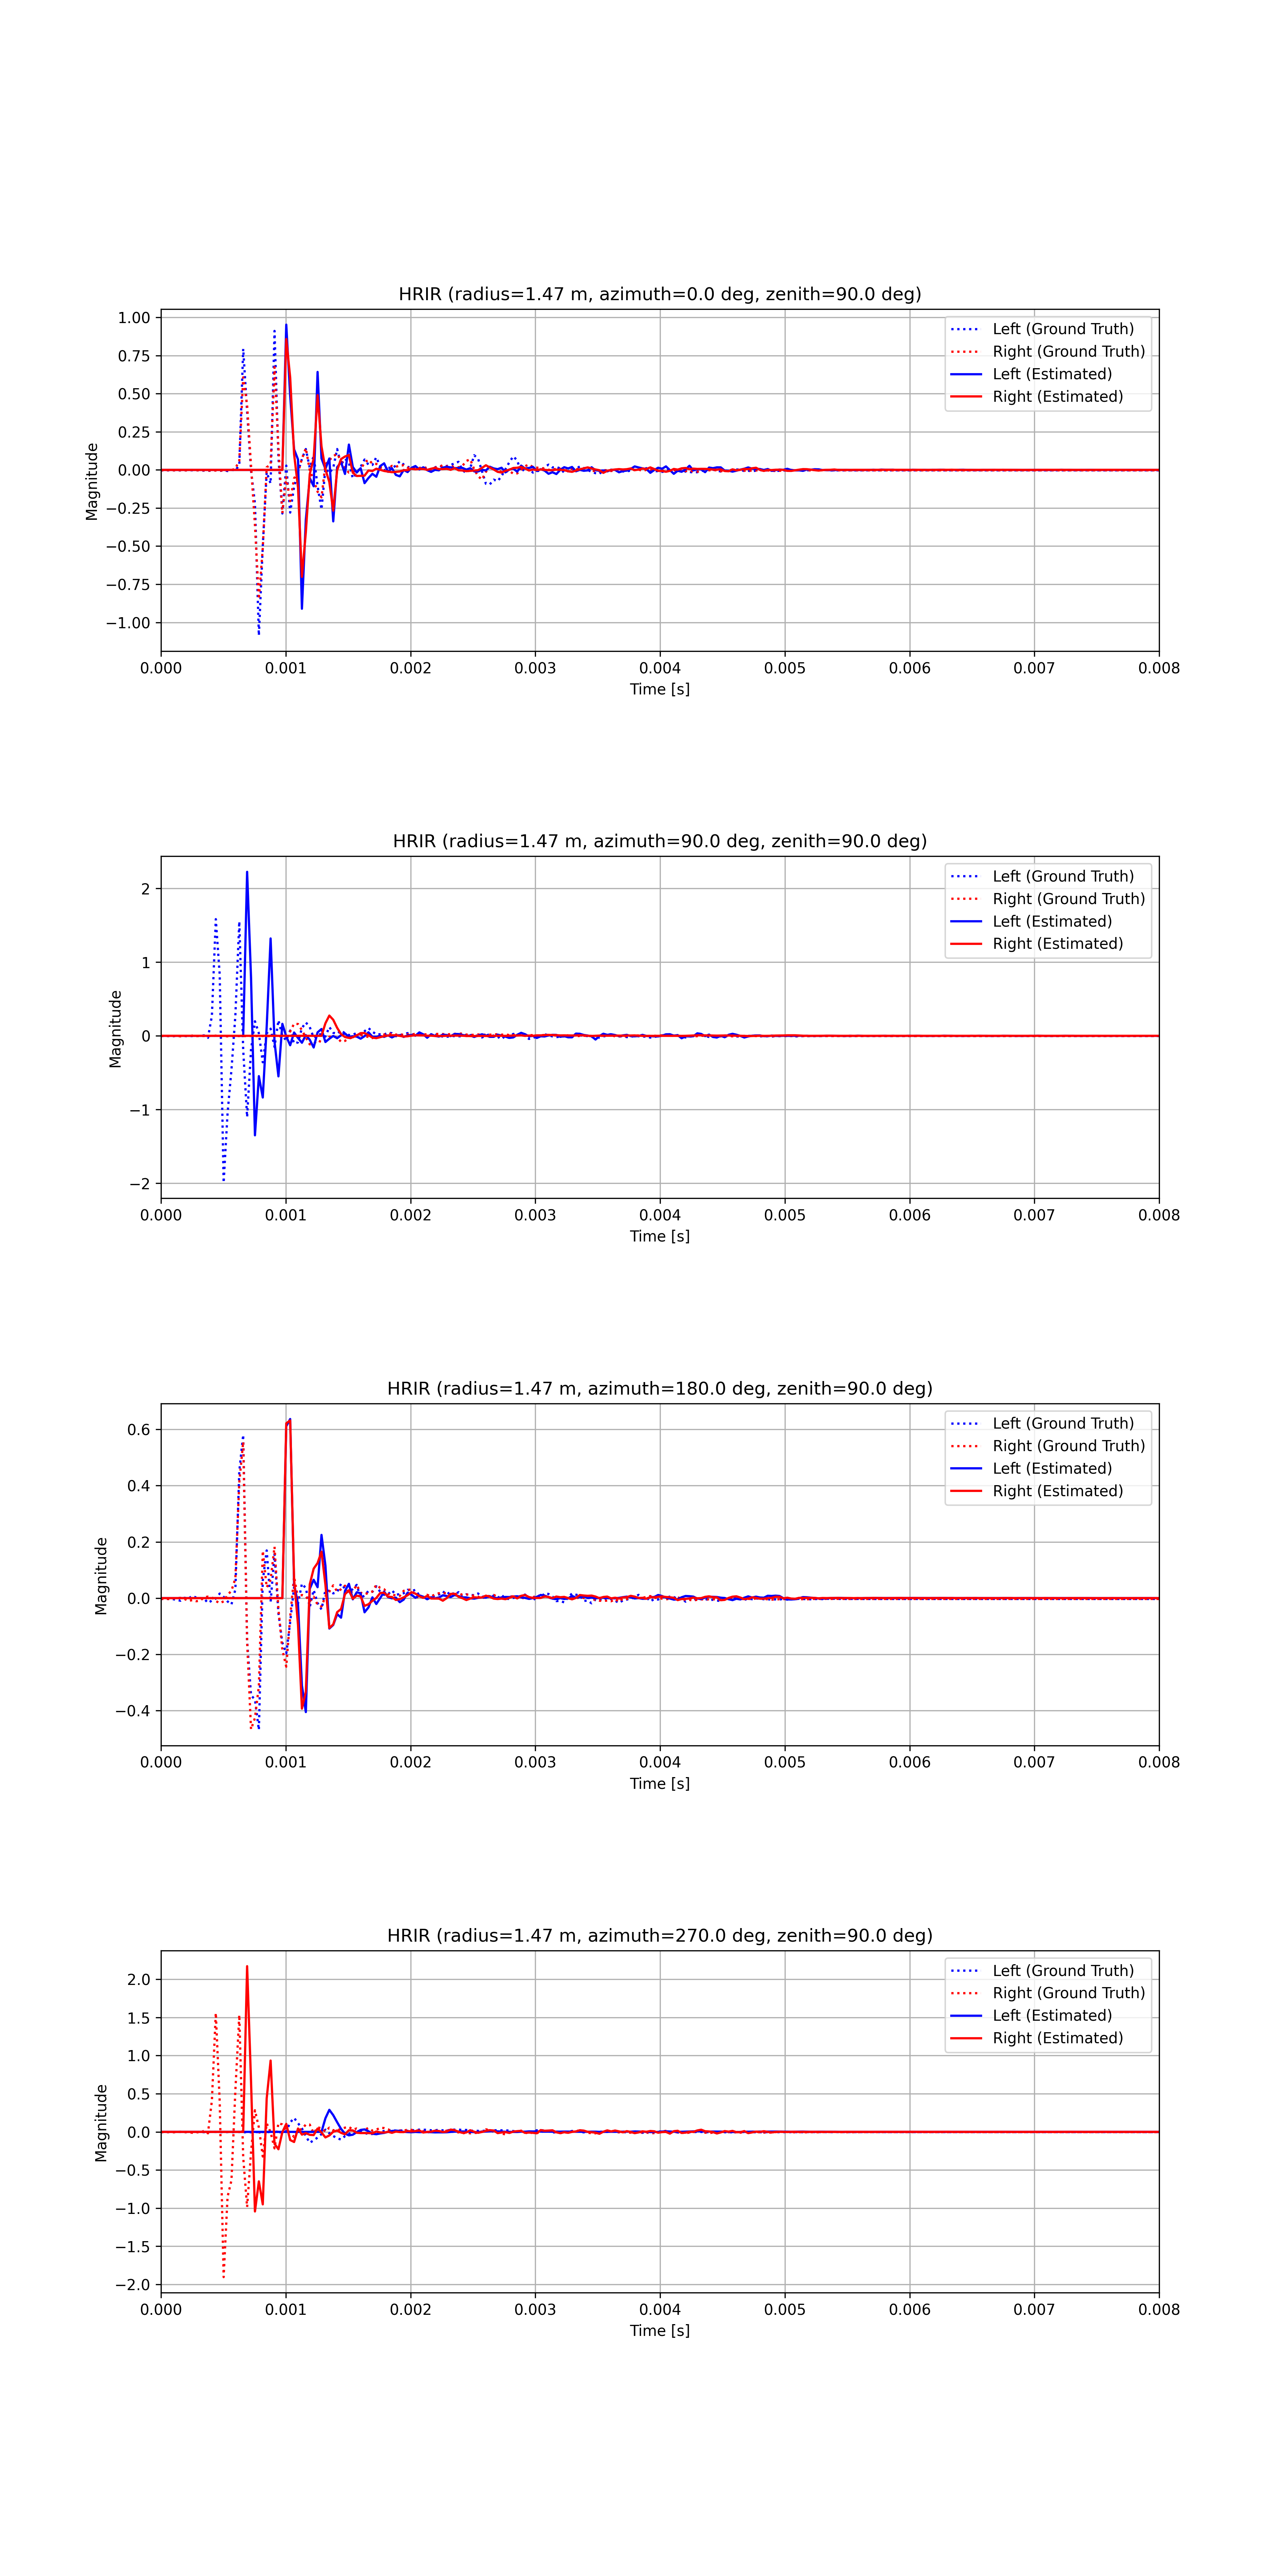 HRIR (radius=1.47 m, azimuth=0.0 deg, zenith=90.0 deg)
1.00
0.75
0.50
0.25
0.00
−0.25
−0.50
−0.75
−1.00
Magnitude
Left (Ground Truth)
Right (Ground Truth)
Left (Estimated)
Right (Estimated)
0.000 0.001 0.002 0.003 0.004 0.005 0.006 0.007 0.008
Time [s]
HRIR (radius=1.47 m, azimuth=90.0 deg, zenith=90.0 deg)
2
1
0
−1
−2
Magnitude
Left (Ground Truth)
Right (Ground Truth)
Left (Estimated)
Right (Estimated)
0.000 0.001 0.002 0.003 0.004 0.005 0.006 0.007 0.008
Time [s]
HRIR (radius=1.47 m, azimuth=180.0 deg, zenith=90.0 deg)
0.6
0.4
0.2
0.0
−0.2
−0.4
Magnitude
Left (Ground Truth)
Right (Ground Truth)
Left (Estimated)
Right (Estimated)
0.000 0.001 0.002 0.003 0.004 0.005 0.006 0.007 0.008
Time [s]
HRIR (radius=1.47 m, azimuth=270.0 deg, zenith=90.0 deg)
2.0
1.5
1.0
0.5
0.0
−0.5
−1.0
−1.5
−2.0
Magnitude
Left (Ground Truth)
Right (Ground Truth)
Left (Estimated)
Right (Estimated)
0.000 0.001 0.002 0.003 0.004 0.005 0.006 0.007 0.008
Time [s]